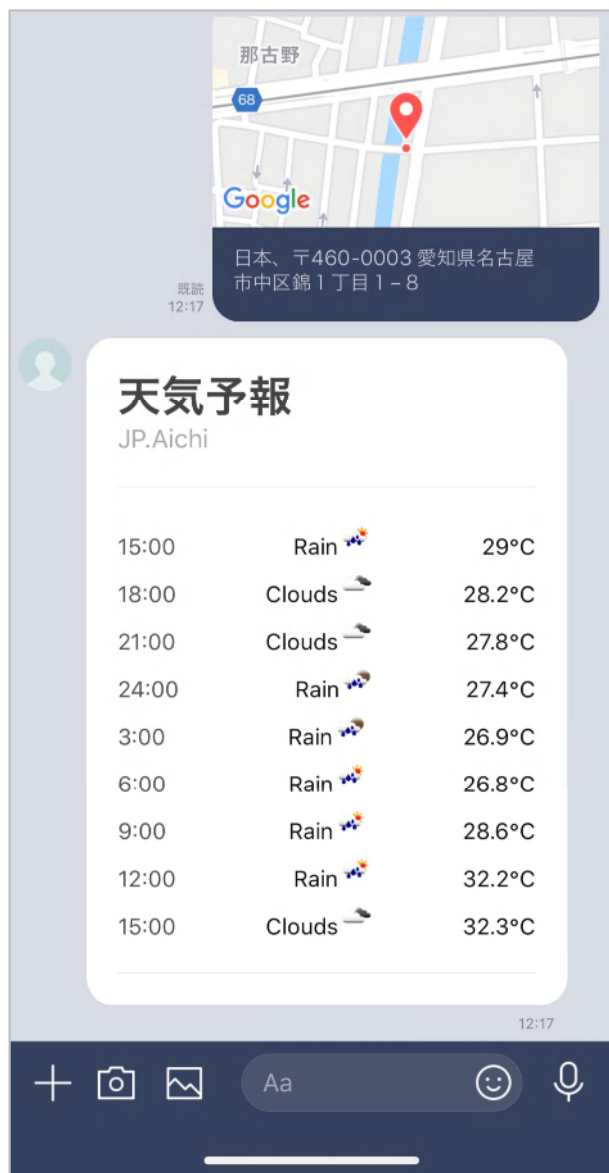 那古野
68
Google
日本、〒460-0003 愛知県名古屋
市中区錦1丁目1−8
既読
12:17
天気予報
JP.Aichi
15:00 Rain 29°C
18:00 Clouds 28.2°C
21:00 Clouds 27.8°C
24:00 Rain 27.4°C
3:00 Rain 26.9°C
6:00 Rain 26.8°C
9:00 Rain 28.6°C
12:00 Rain 32.2°C
15:00 Clouds 32.3°C
12:17
Aa